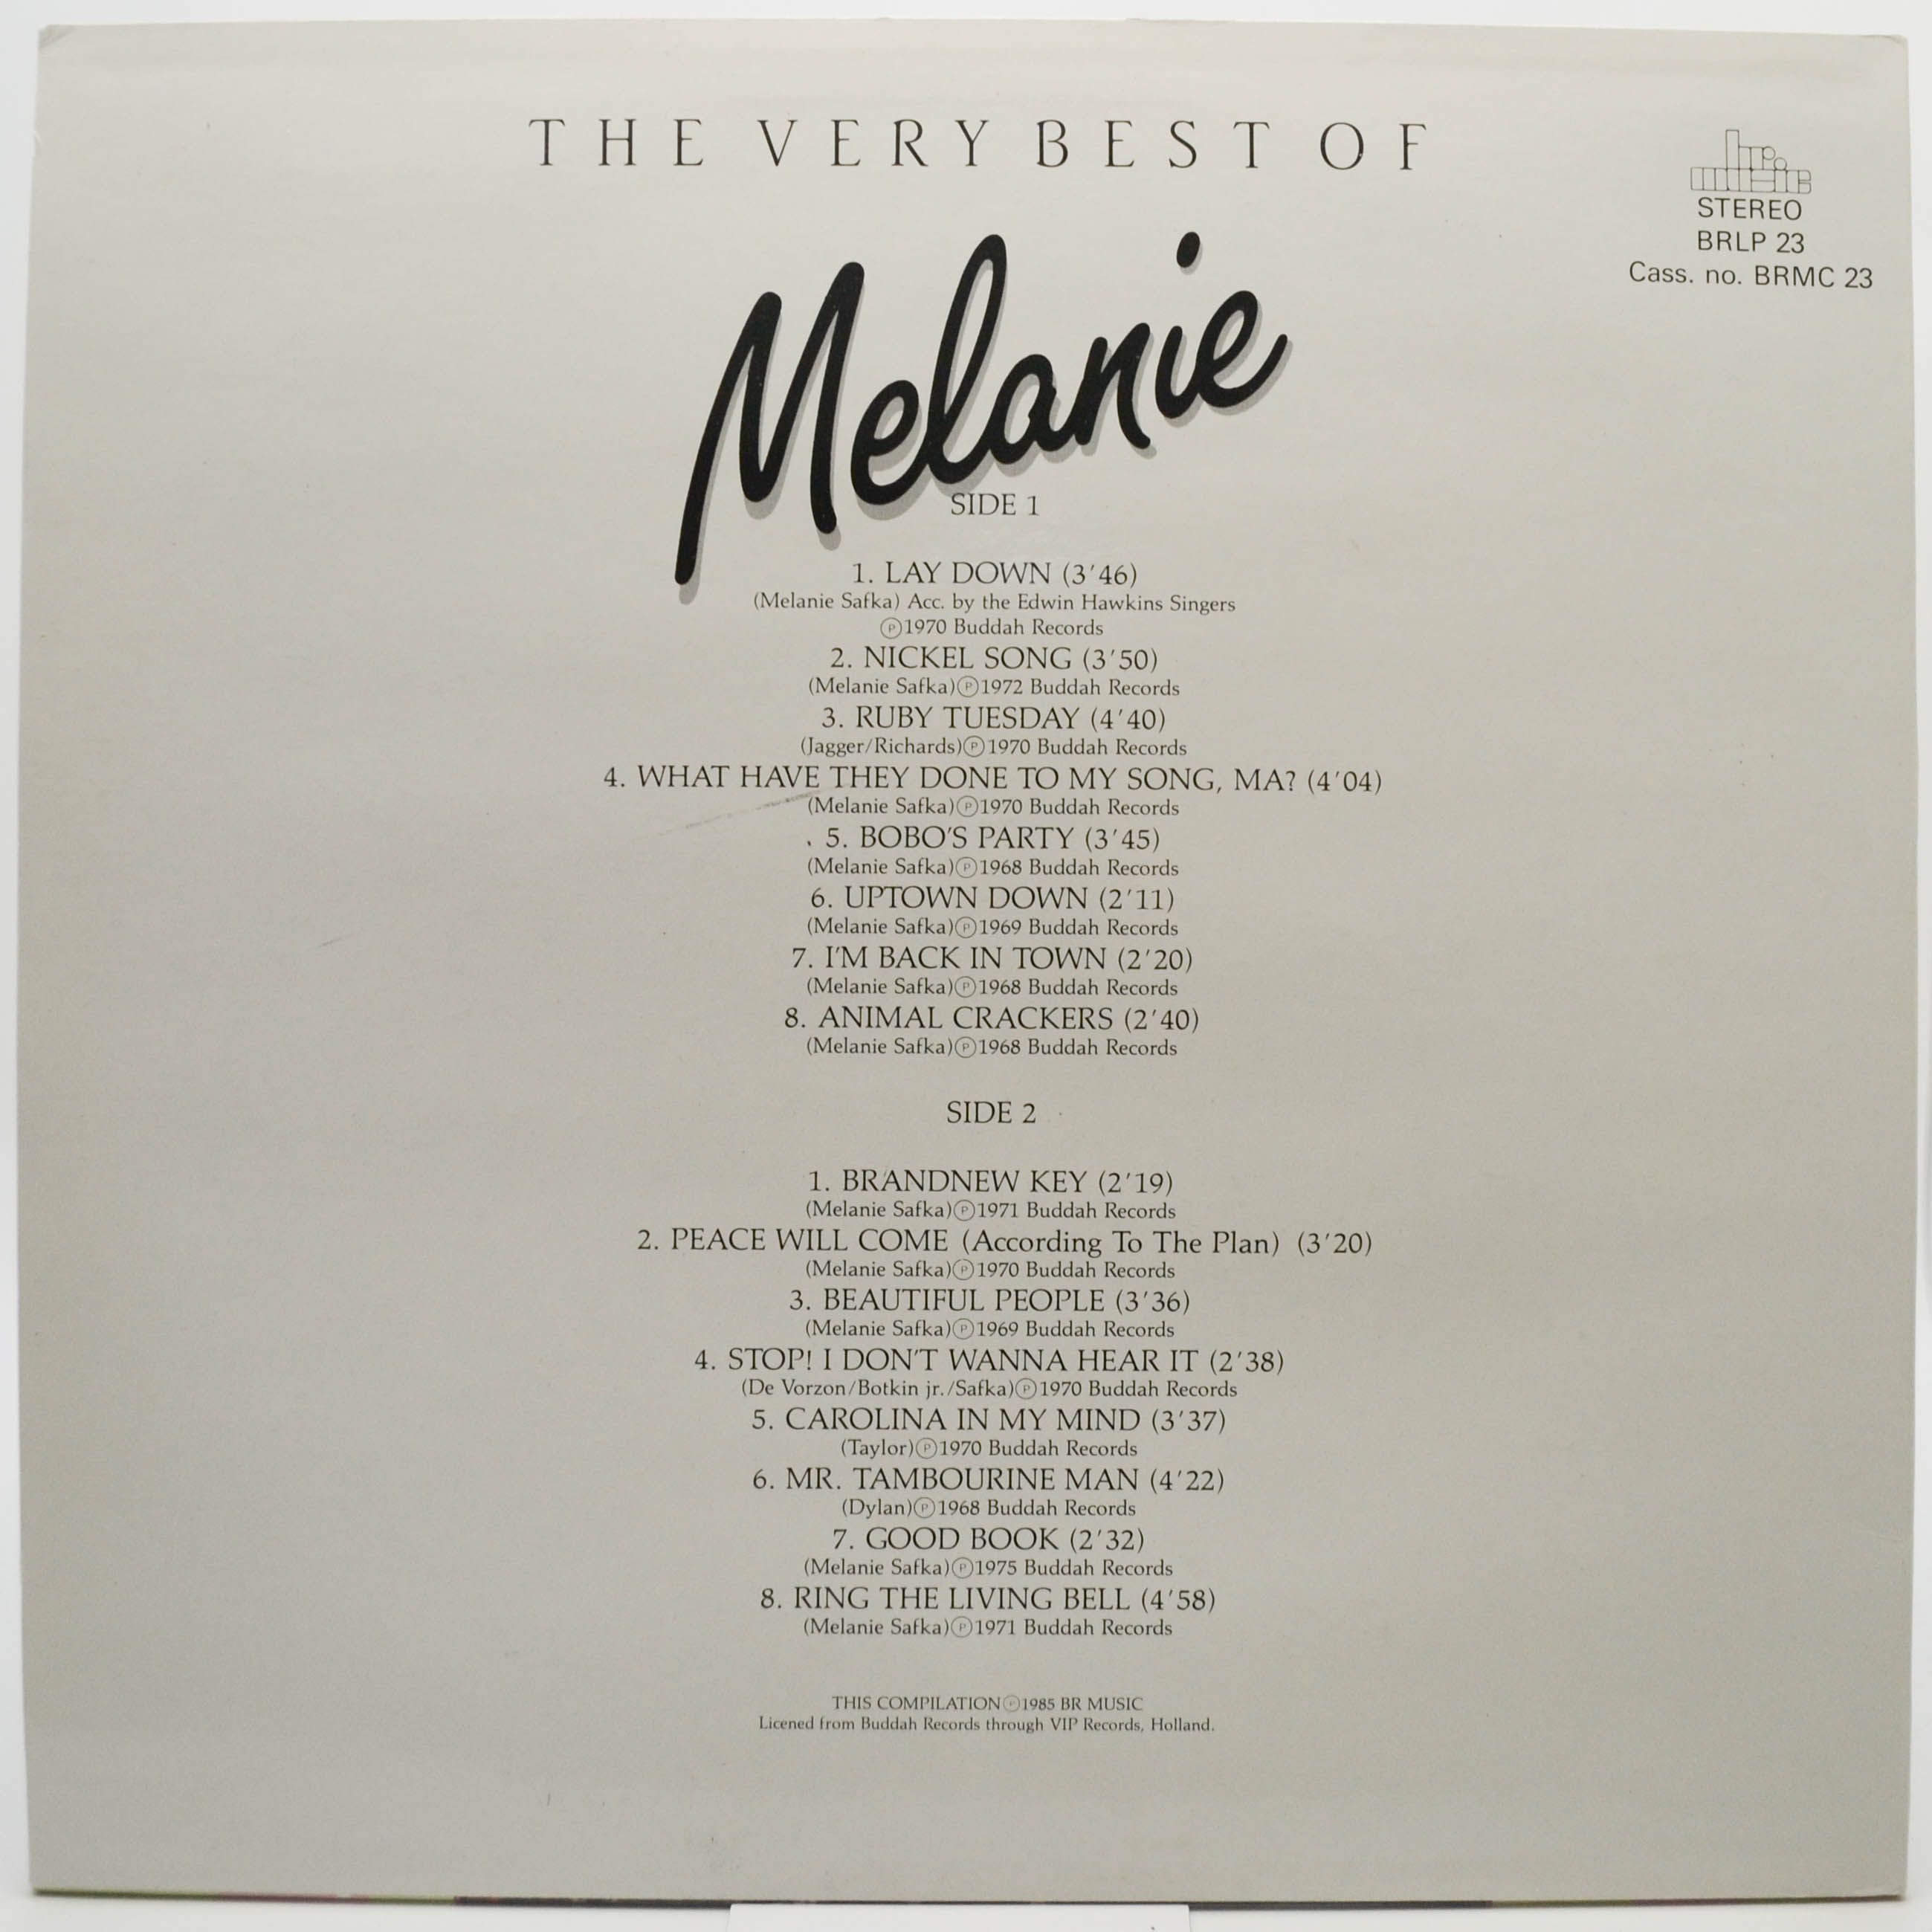 THE VERY BEST OF
br music
STEREO
BRLP 23
Cass. no. BRMC 23
Melanie
SIDE 1
1. LAY DOWN (3'46)
(Melanie Safka) Acc. by the Edwin Hawkins Singers
Ⓟ1970 Buddah Records
2. NICKEL SONG (3'50)
(Melanie Safka)Ⓟ1972 Buddah Records
3. RUBY TUESDAY (4'40)
(Jagger/Richards)Ⓟ1970 Buddah Records
4. WHAT HAVE THEY DONE TO MY SONG, MA? (4'04)
(Melanie Safka)Ⓟ1970 Buddah Records
5. BOBO'S PARTY (3'45)
(Melanie Safka)Ⓟ1968 Buddah Records
6. UPTOWN DOWN (2'11)
(Melanie Safka)Ⓟ1969 Buddah Records
7. I'M BACK IN TOWN (2'20)
(Melanie Safka)Ⓟ1968 Buddah Records
8. ANIMAL CRACKERS (2'40)
(Melanie Safka)Ⓟ1968 Buddah Records
SIDE 2
1. BRANDNEW KEY (2'19)
(Melanie Safka)Ⓟ1971 Buddah Records
2. PEACE WILL COME (According To The Plan) (3'20)
(Melanie Safka)Ⓟ1970 Buddah Records
3. BEAUTIFUL PEOPLE (3'36)
(Melanie Safka)Ⓟ1969 Buddah Records
4. STOP! I DON'T WANNA HEAR IT (2'38)
(De Vorzon/Botkin jr./Safka)Ⓟ1970 Buddah Records
5. CAROLINA IN MY MIND (3'37)
(Taylor)Ⓟ1970 Buddah Records
6. MR. TAMBOURINE MAN (4'22)
(Dylan)Ⓟ1968 Buddah Records
7. GOOD BOOK (2'32)
(Melanie Safka)Ⓟ1975 Buddah Records
8. RING THE LIVING BELL (4'58)
(Melanie Safka)Ⓟ1971 Buddah Records
THIS COMPILATIONⓅ1985 BR MUSIC
Licened from Buddah Records through VIP Records, Holland.